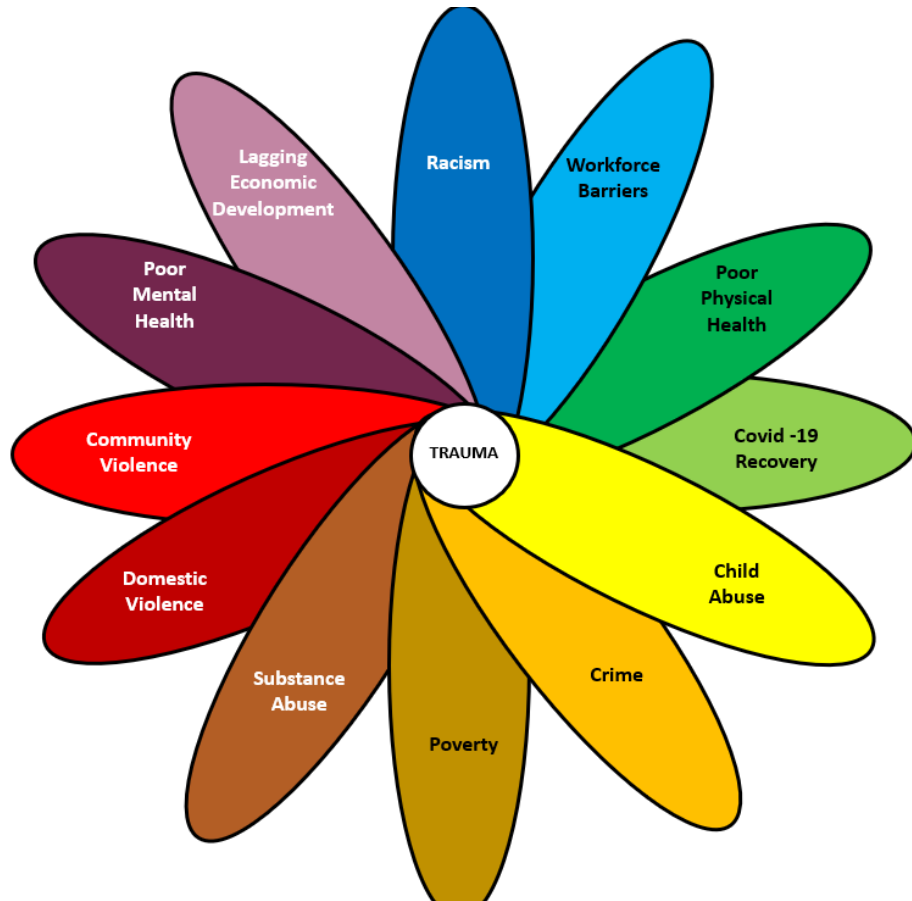 Racism
Workforce
Barriers
Poor
Physical
Health
Covid -19
Recovery
Child
Abuse
Crime
Poverty
Substance
Abuse
Domestic
Violence
Community
Violence
Poor
Mental
Health
Lagging
Economic
Development
TRAUMA